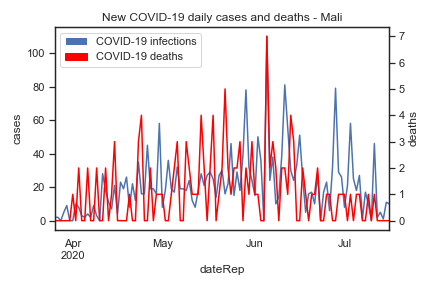 New COVID-19 daily cases and deaths - Mali
COVID-19 infections
COVID-19 deaths
cases
100
80
60
40
20
0
deaths
7
6
5
4
3
2
1
0
Apr
2020
May
Jun
Jul
dateRep